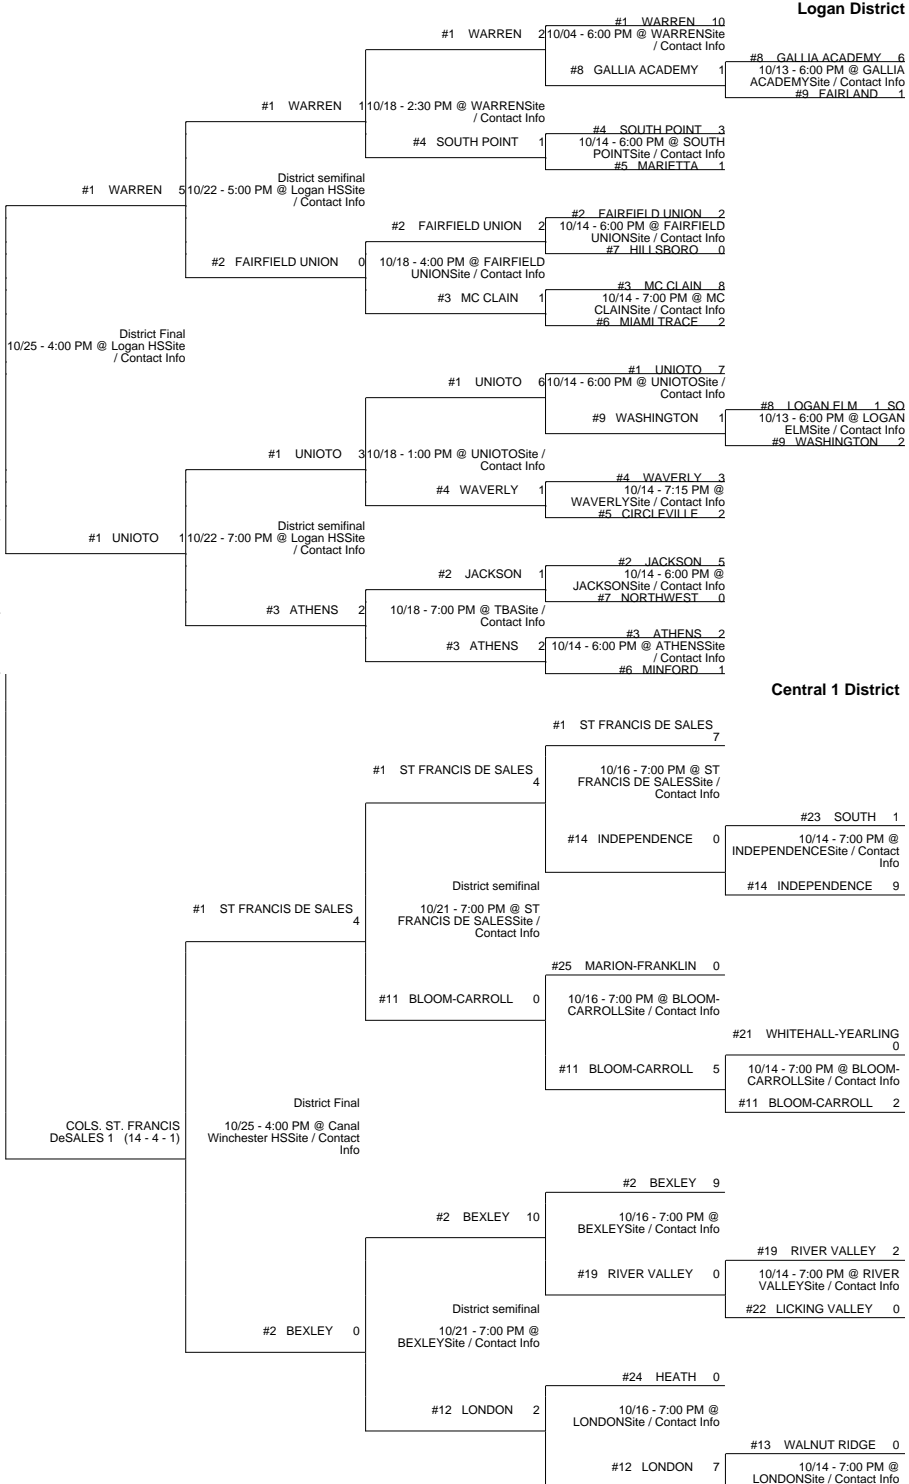 Logan District
#1 WARREN 10
#1 WARREN 2
10/04 - 6:00 PM @ WARRENSite
/ Contact Info
#8 GALLIA ACADEMY 6
#8 GALLIA ACADEMY 1
10/13 - 6:00 PM @ GALLIA
ACADEMYSite / Contact Info
#9 FAIRLAND 1
#1 WARREN 1
10/18 - 2:30 PM @ WARRENSite
/ Contact Info
#4 SOUTH POINT 3
#4 SOUTH POINT 1
10/14 - 6:00 PM @ SOUTH
POINTSite / Contact Info
#5 MARIETTA 1
#1 WARREN 5
District semifinal
10/22 - 5:00 PM @ Logan HSSite
/ Contact Info
#2 FAIRFIELD UNION 2
#2 FAIRFIELD UNION 2
10/14 - 6:00 PM @ FAIRFIELD
UNIONSite / Contact Info
#7 HILLSBORO 0
#2 FAIRFIELD UNION 0
10/18 - 4:00 PM @ FAIRFIELD
UNIONSite / Contact Info
#3 MC CLAIN 8
#3 MC CLAIN 1
10/14 - 7:00 PM @ MC
CLAINSite / Contact Info
#6 MIAMI TRACE 2
District Final
10/25 - 4:00 PM @ Logan HSSite
/ Contact Info
#1 UNIOTO 7
#1 UNIOTO 6
10/14 - 6:00 PM @ UNIOTOSite /
Contact Info
#8 LOGAN ELM 1 SO
#9 WASHINGTON 1
10/13 - 6:00 PM @ LOGAN
ELMSite / Contact Info
#9 WASHINGTON 2
#1 UNIOTO 3
10/18 - 1:00 PM @ UNIOTOSite /
Contact Info
#4 WAVERLY 3
#4 WAVERLY 1
10/14 - 7:15 PM @
WAVERLYSite / Contact Info
#5 CIRCLEVILLE 2
#1 UNIOTO 1
District semifinal
10/22 - 7:00 PM @ Logan HSSite
/ Contact Info
#2 JACKSON 5
#2 JACKSON 1
10/14 - 6:00 PM @
JACKSONSite / Contact Info
#7 NORTHWEST 0
#3 ATHENS 2
10/18 - 7:00 PM @ TBASite /
Contact Info
#3 ATHENS 2
#3 ATHENS 2
10/14 - 6:00 PM @ ATHENSSite
/ Contact Info
#6 MINFORD 1
Central 1 District
#1 ST FRANCIS DE SALES
7
#1 ST FRANCIS DE SALES
4
10/16 - 7:00 PM @ ST
FRANCIS DE SALESSite /
Contact Info
#23 SOUTH 1
#14 INDEPENDENCE 0
10/14 - 7:00 PM @
INDEPENDENCESite / Contact
Info
#14 INDEPENDENCE 9
#1 ST FRANCIS DE SALES
4
District semifinal
10/21 - 7:00 PM @ ST
FRANCIS DE SALESSite /
Contact Info
#25 MARION-FRANKLIN 0
#11 BLOOM-CARROLL 0
10/16 - 7:00 PM @ BLOOM-
CARROLLSite / Contact Info
#21 WHITEHALL-YEARLING
0
#11 BLOOM-CARROLL 5
10/14 - 7:00 PM @ BLOOM-
CARROLLSite / Contact Info
#11 BLOOM-CARROLL 2
COLS. ST. FRANCIS
DeSALES 1 (14 - 4 - 1)
District Final
10/25 - 4:00 PM @ Canal
Winchester HSSite / Contact
Info
#2 BEXLEY 9
#2 BEXLEY 10
10/16 - 7:00 PM @
BEXLEYSite / Contact Info
#19 RIVER VALLEY 2
#19 RIVER VALLEY 0
10/14 - 7:00 PM @ RIVER
VALLEYSite / Contact Info
#22 LICKING VALLEY 0
#2 BEXLEY 0
District semifinal
10/21 - 7:00 PM @
BEXLEYSite / Contact Info
#24 HEATH 0
#12 LONDON 2
10/16 - 7:00 PM @
LONDONSite / Contact Info
#13 WALNUT RIDGE 0
#12 LONDON 7
10/14 - 7:00 PM @
LONDONSite / Contact Info